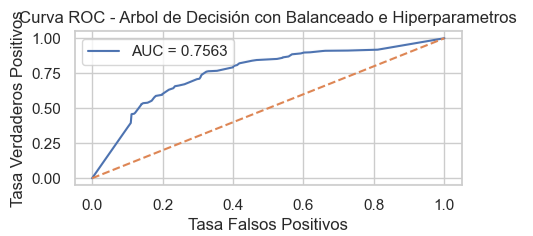 Curva ROC - Arbol de Decisión con Balanceado e Hiperparametros
Tasa Verdaderos Positivos
1.00
0.75
0.50
0.25
0.00
AUC = 0.7563
0.0 0.2 0.4 0.6 0.8 1.0
Tasa Falsos Positivos